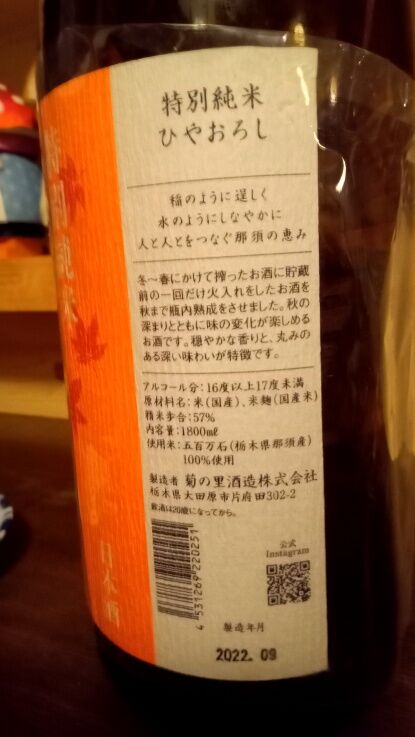 特別純米
ひやおろし
稲のように逞しく
水のようにしなやかに
人と人とをつなぐ那須の恵み
冬～春にかけて搾ったお酒に貯蔵
前の一回だけ火入れをしたお酒を
秋まで瓶内熟成をさせました。秋の
深まりとともに味の変化が楽しめる
お酒です。穏やかな香りと、丸みの
ある深い味わいが特徴です。
アルコール分：16度以上17度未満
原材料名：米(国産)、米麹(国産米)
精米歩合：57%
内容量：1800mℓ
使用米：五百万石(栃木県那須産)
100%使用
製造者 菊の里酒造株式会社
栃木県大田原市片府田302-2
飲酒は20歳になってから。
公式
Instagram
4 531269 220251
製造年月
2022.09
特別純米
日本酒